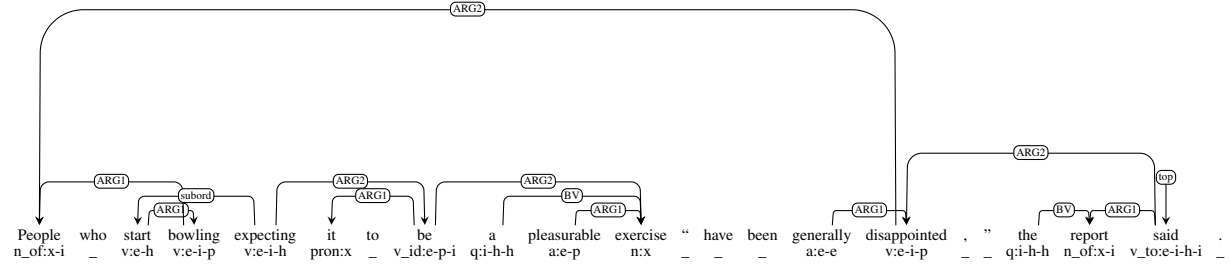 ARG2
ARG2
ARG1 subord ARG2 ARG2 top
ARG1 BV
ARG1 ARG1 ARG1 BV ARG1
People who start bowling expecting it to be a pleasurable exercise “ have been generally disappointed , ” the report said .
n_of:x-i _ v:e-h v:e-i-p v:e-i-h pron:x _ v_id:e-p-i q:i-h-h a:e-p n:x _ _ _ a:e-e v:e-i-p _ _ q:i-h-h n_of:x-i v_to:e-i-h-i _